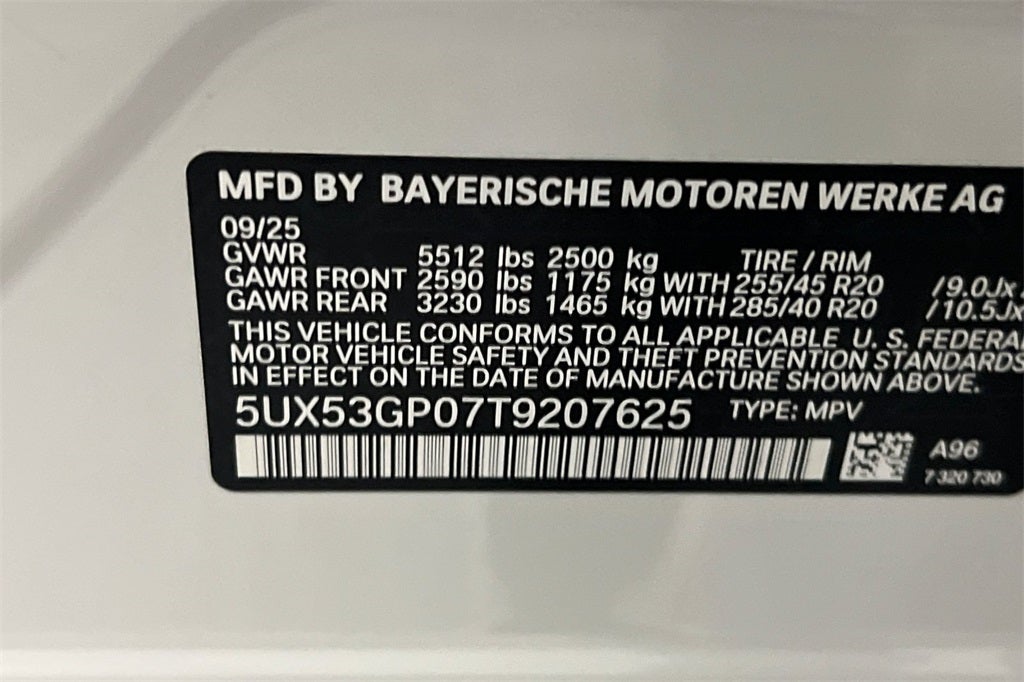 MFD BY BAYERISCHE MOTOREN WERKE AG
09/25
GVWR 5512 lbs 2500 kg TIRE / RIM
GAWR FRONT 2590 lbs 1175 kg WITH 255/45 R20 /9.0Jx
GAWR REAR 3230 lbs 1465 kg WITH 285/40 R20 /10.5Jx
THIS VEHICLE CONFORMS TO ALL APPLICABLE U. S. FEDERAL
MOTOR VEHICLE SAFETY AND THEFT PREVENTION STANDARDS
IN EFFECT ON THE DATE OF MANUFACTURE SHOWN ABOVE.
5UX53GP07T9207625 TYPE: MPV
A96
7 320 730